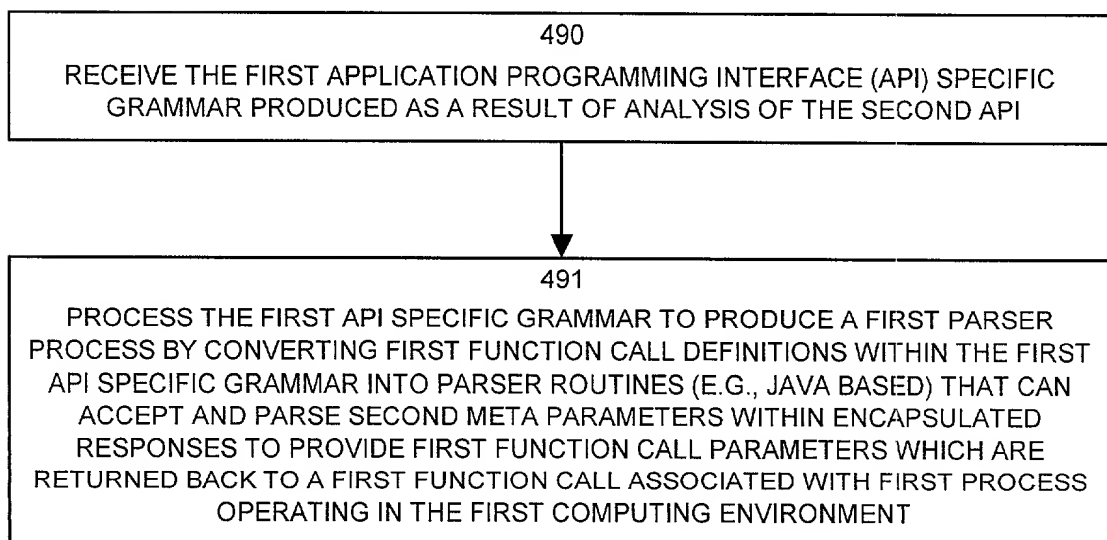 490
RECEIVE THE FIRST APPLICATION PROGRAMMING INTERFACE (API) SPECIFIC
GRAMMAR PRODUCED AS A RESULT OF ANALYSIS OF THE SECOND API
491
PROCESS THE FIRST API SPECIFIC GRAMMAR TO PRODUCE A FIRST PARSER
PROCESS BY CONVERTING FIRST FUNCTION CALL DEFINITIONS WITHIN THE FIRST
API SPECIFIC GRAMMAR INTO PARSER ROUTINES (E.G., JAVA BASED) THAT CAN
ACCEPT AND PARSE SECOND META PARAMETERS WITHIN ENCAPSULATED
RESPONSES TO PROVIDE FIRST FUNCTION CALL PARAMETERS WHICH ARE
RETURNED BACK TO A FIRST FUNCTION CALL ASSOCIATED WITH FIRST PROCESS
OPERATING IN THE FIRST COMPUTING ENVIRONMENT